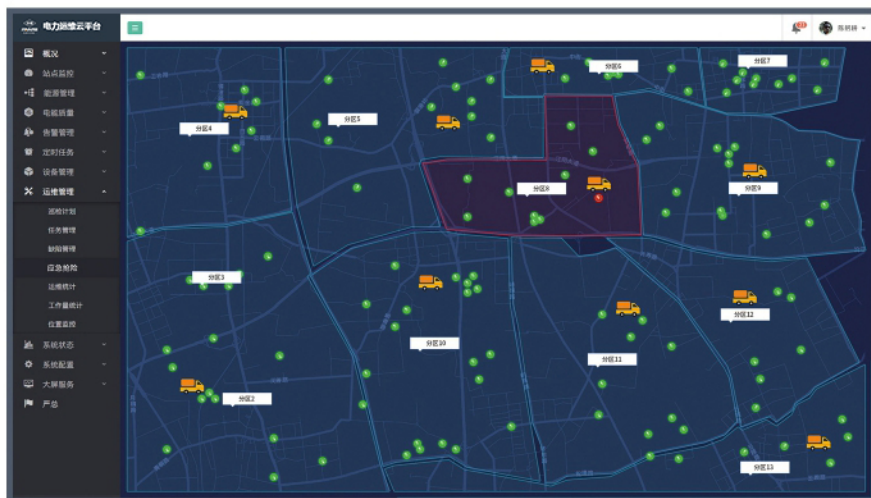 电力运维云平台
概况
站点监控
能源管理
电能质量
告警管理
定时任务
设备管理
运维管理
巡检计划
任务管理
缺陷管理
应急抢险
运维统计
工作量统计
位置监控
系统状态
系统配置
大屏服务
严总
分区6
分区7
分区4
分区5
分区8
分区9
分区3
分区12
分区10
分区11
分区2
分区13